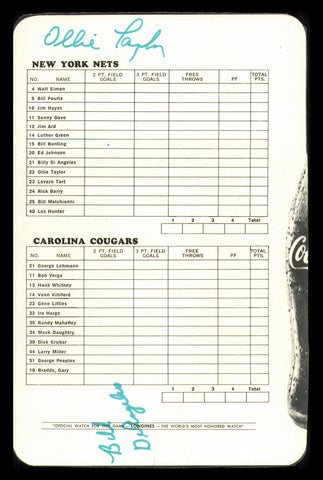 Ollie Taylor
NEW YORK NETS
NO. NAME 2 PT. FIELD GOALS 3 PT. FIELD GOALS FREE THROWS PF TOTAL PTS.
4 Walt Simon
5 Bill Paultz
10 Jim Hayes
11 Sonny Dove
12 Jim Ard
14 Luther Green
15 Bill Bunting
20 Ed Johnson
21 Billy Di Angeles
22 Ollie Taylor
23 Levern Tart
24 Rick Barry
25 Bill Melchionni
40 Les Hunter
1 2 3 4 Total
CAROLINA COUGARS
NO. NAME 2 PT. FIELD GOALS 3 PT. FIELD GOALS FREE THROWS PF TOTAL PTS.
21 George Lehmann
11 Bob Verga
13 Hank Whitney
14 Vann Williford
22 Gene Littles
33 Ira Harge
35 Randy Mahaffey
34 Mack Daughtry
30 Dick Grubar
44 Larry Miller
51 George Peeples
10 Bradds, Gary
1 2 3 4 Total
"OFFICIAL WATCH FOR THE GAME — LONGINES — THE WORLD'S MOST HONORED WATCH"